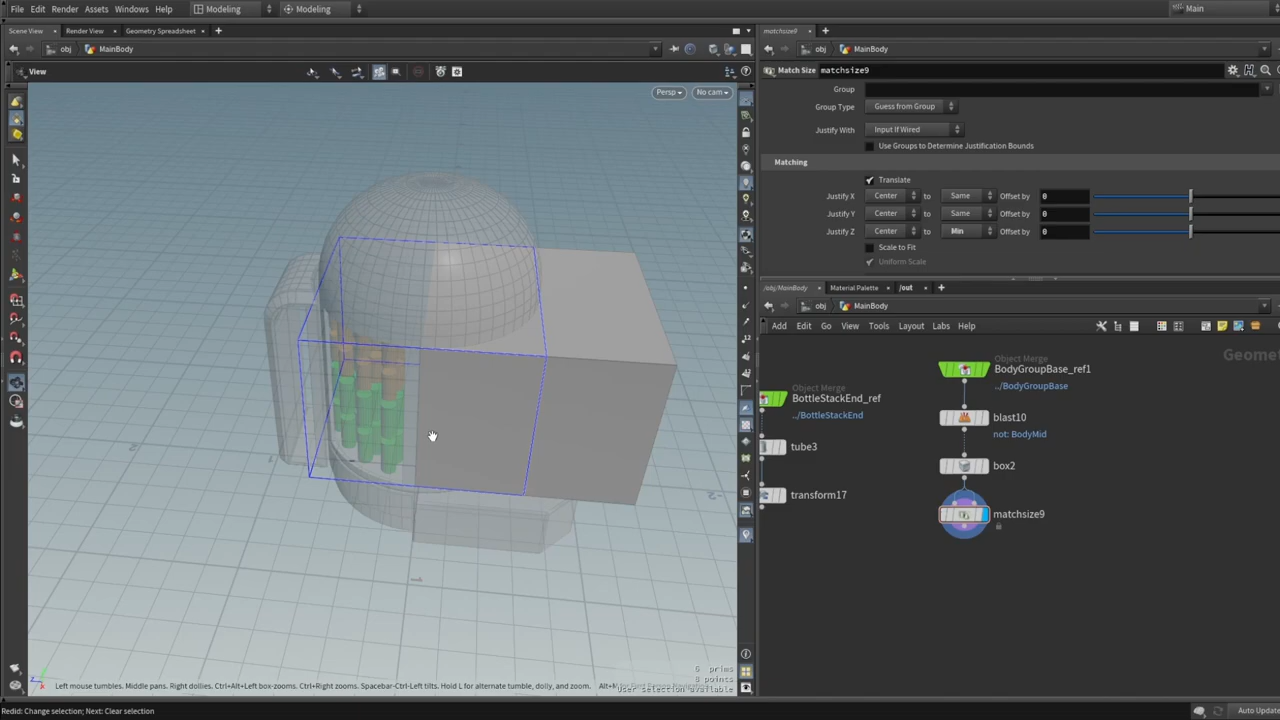 File Edit Render Assets Windows Help Modeling Modeling Main
Scene View Render View Geometry Spreadsheet
obj MainBody
View
Persp No cam
6 prims
8 points
Left mouse tumbles. Middle pans. Right dollies. Ctrl+Alt+Left box-zooms. Ctrl+Right zooms. Spacebar-Ctrl-Left tilts. Hold L for alternate tumble, dolly, and zoom.
Redid: Change selection; Next: Clear selection
matchsize9
obj MainBody
Match Size matchsize9
Group
Group Type Guess from Group
Justify With Input If Wired
Use Groups to Determine Justification Bounds
Matching
Translate
Justify X Center to Same Offset by 0
Justify Y Center to Same Offset by 0
Justify Z Center to Min Offset by 0
Scale to Fit
Uniform Scale
/obj/MainBody Material Palette /out
obj MainBody
Add Edit Go View Tools Layout Labs Help
Geome
Object Merge
BodyGroupBase_ref1
../BodyGroupBase
Object Merge
BottleStackEnd_ref
../BottleStackEnd
blast10
not: BodyMid
tube3
box2
transform17
matchsize9
Auto Update